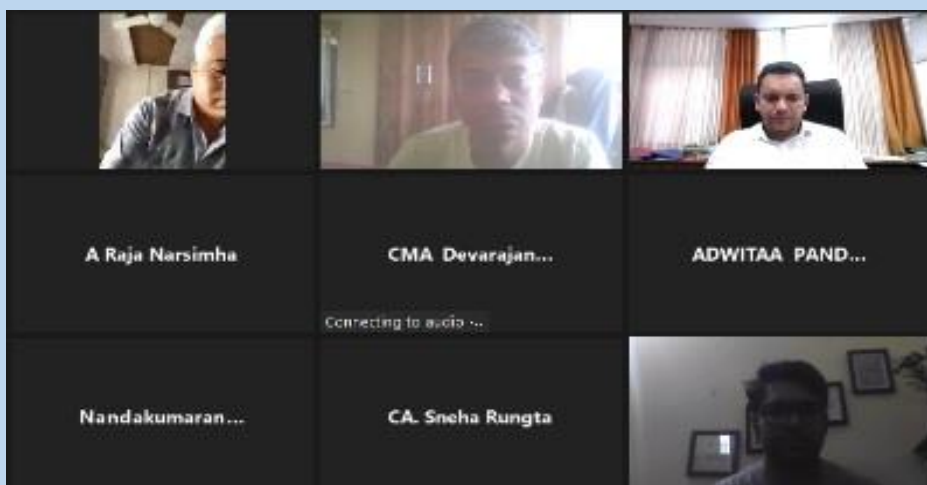 A Raja Narsimha
CMA Devarajan...
ADWITAA PAND...
Connecting to audio ...
Nandakumaran...
CA. Sneha Rungta